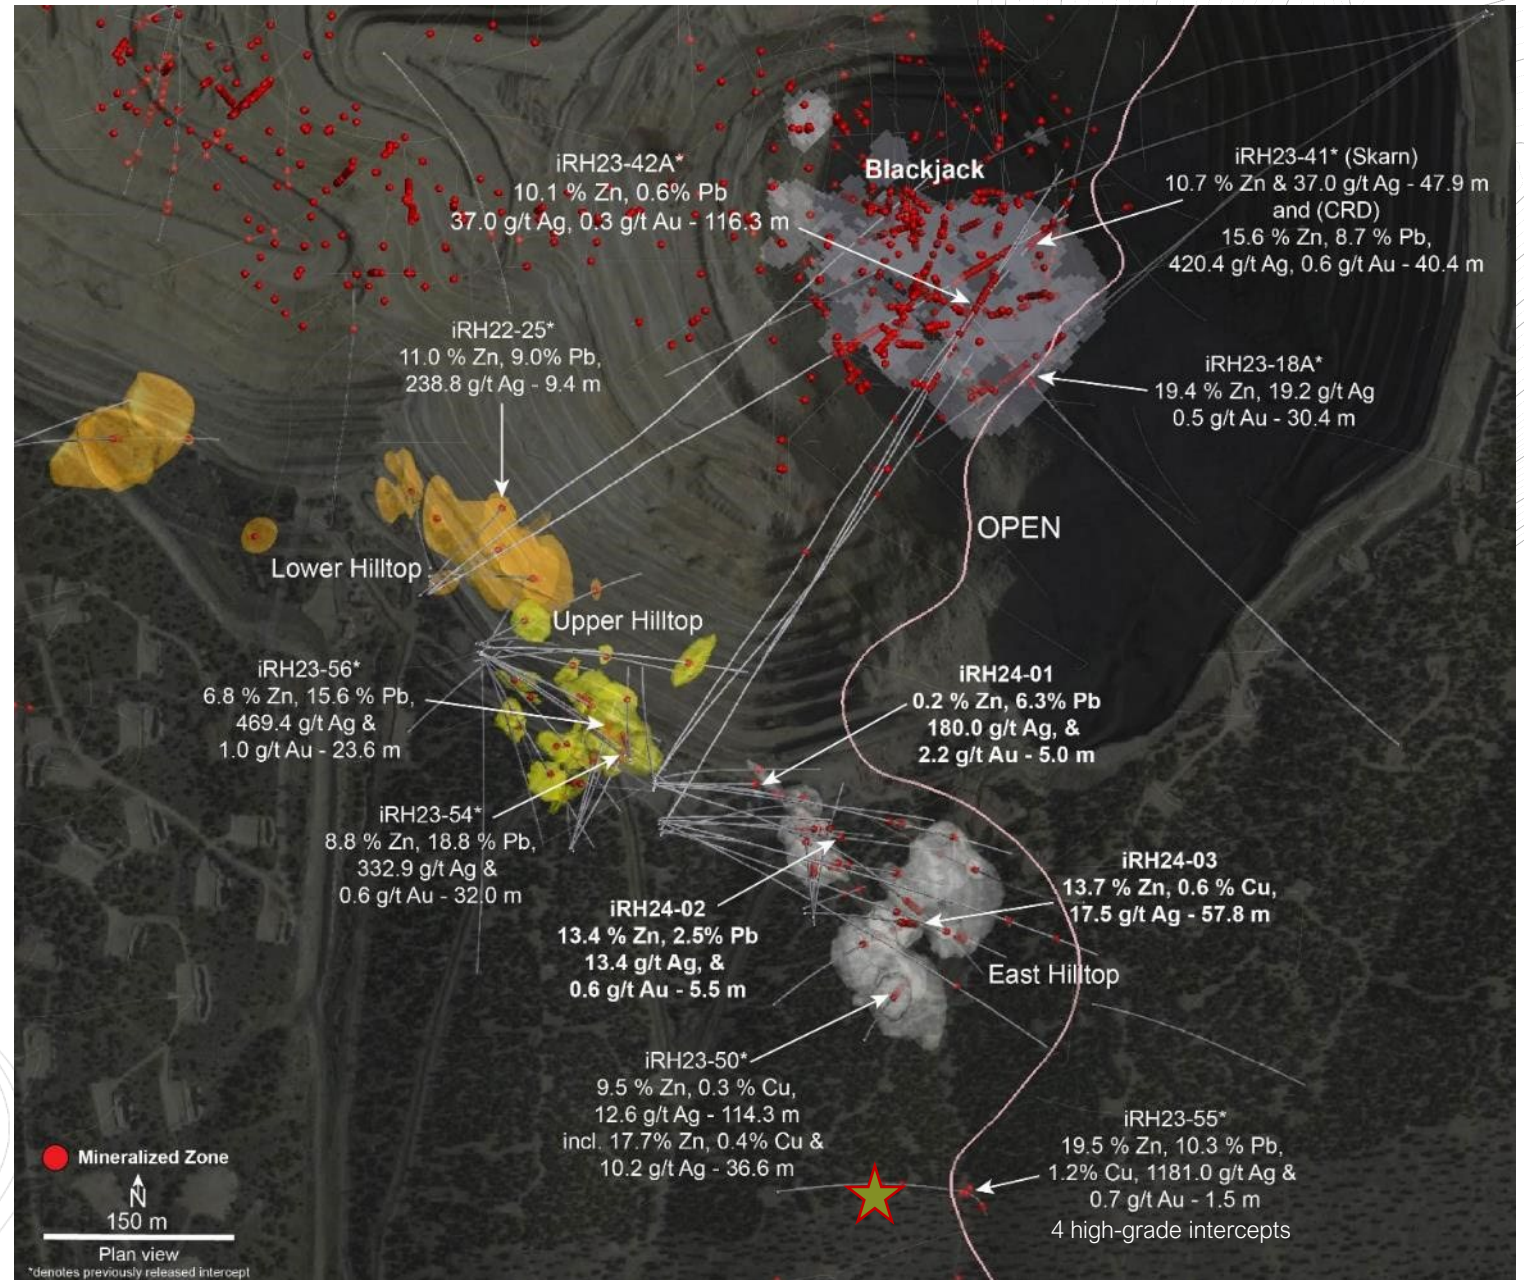 iRH23-42A*
10.1 % Zn, 0.6% Pb
37.0 g/t Ag, 0.3 g/t Au - 116.3 m
Blackjack
iRH23-41* (Skarn)
10.7 % Zn & 37.0 g/t Ag - 47.9 m
and (CRD)
15.6 % Zn, 8.7 % Pb,
420.4 g/t Ag, 0.6 g/t Au - 40.4 m
iRH22-25*
11.0 % Zn, 9.0% Pb,
238.8 g/t Ag - 9.4 m
iRH23-18A*
19.4 % Zn, 19.2 g/t Ag
0.5 g/t Au - 30.4 m
OPEN
Lower Hilltop
Upper Hilltop
iRH23-56*
6.8 % Zn, 15.6 % Pb,
469.4 g/t Ag &
1.0 g/t Au - 23.6 m
iRH24-01
0.2 % Zn, 6.3% Pb
180.0 g/t Ag, &
2.2 g/t Au - 5.0 m
iRH23-54*
8.8 % Zn, 18.8 % Pb,
332.9 g/t Ag &
0.6 g/t Au - 32.0 m
iRH24-02
13.4 % Zn, 2.5% Pb
13.4 g/t Ag, &
0.6 g/t Au - 5.5 m
iRH24-03
13.7 % Zn, 0.6 % Cu,
17.5 g/t Ag - 57.8 m
East Hilltop
iRH23-50*
9.5 % Zn, 0.3 % Cu,
12.6 g/t Ag - 114.3 m
incl. 17.7% Zn, 0.4% Cu &
10.2 g/t Ag - 36.6 m
iRH23-55*
19.5 % Zn, 10.3 % Pb,
1.2% Cu, 1181.0 g/t Ag &
0.7 g/t Au - 1.5 m
4 high-grade intercepts
Mineralized Zone
N
150 m
Plan view
*denotes previously released intercept